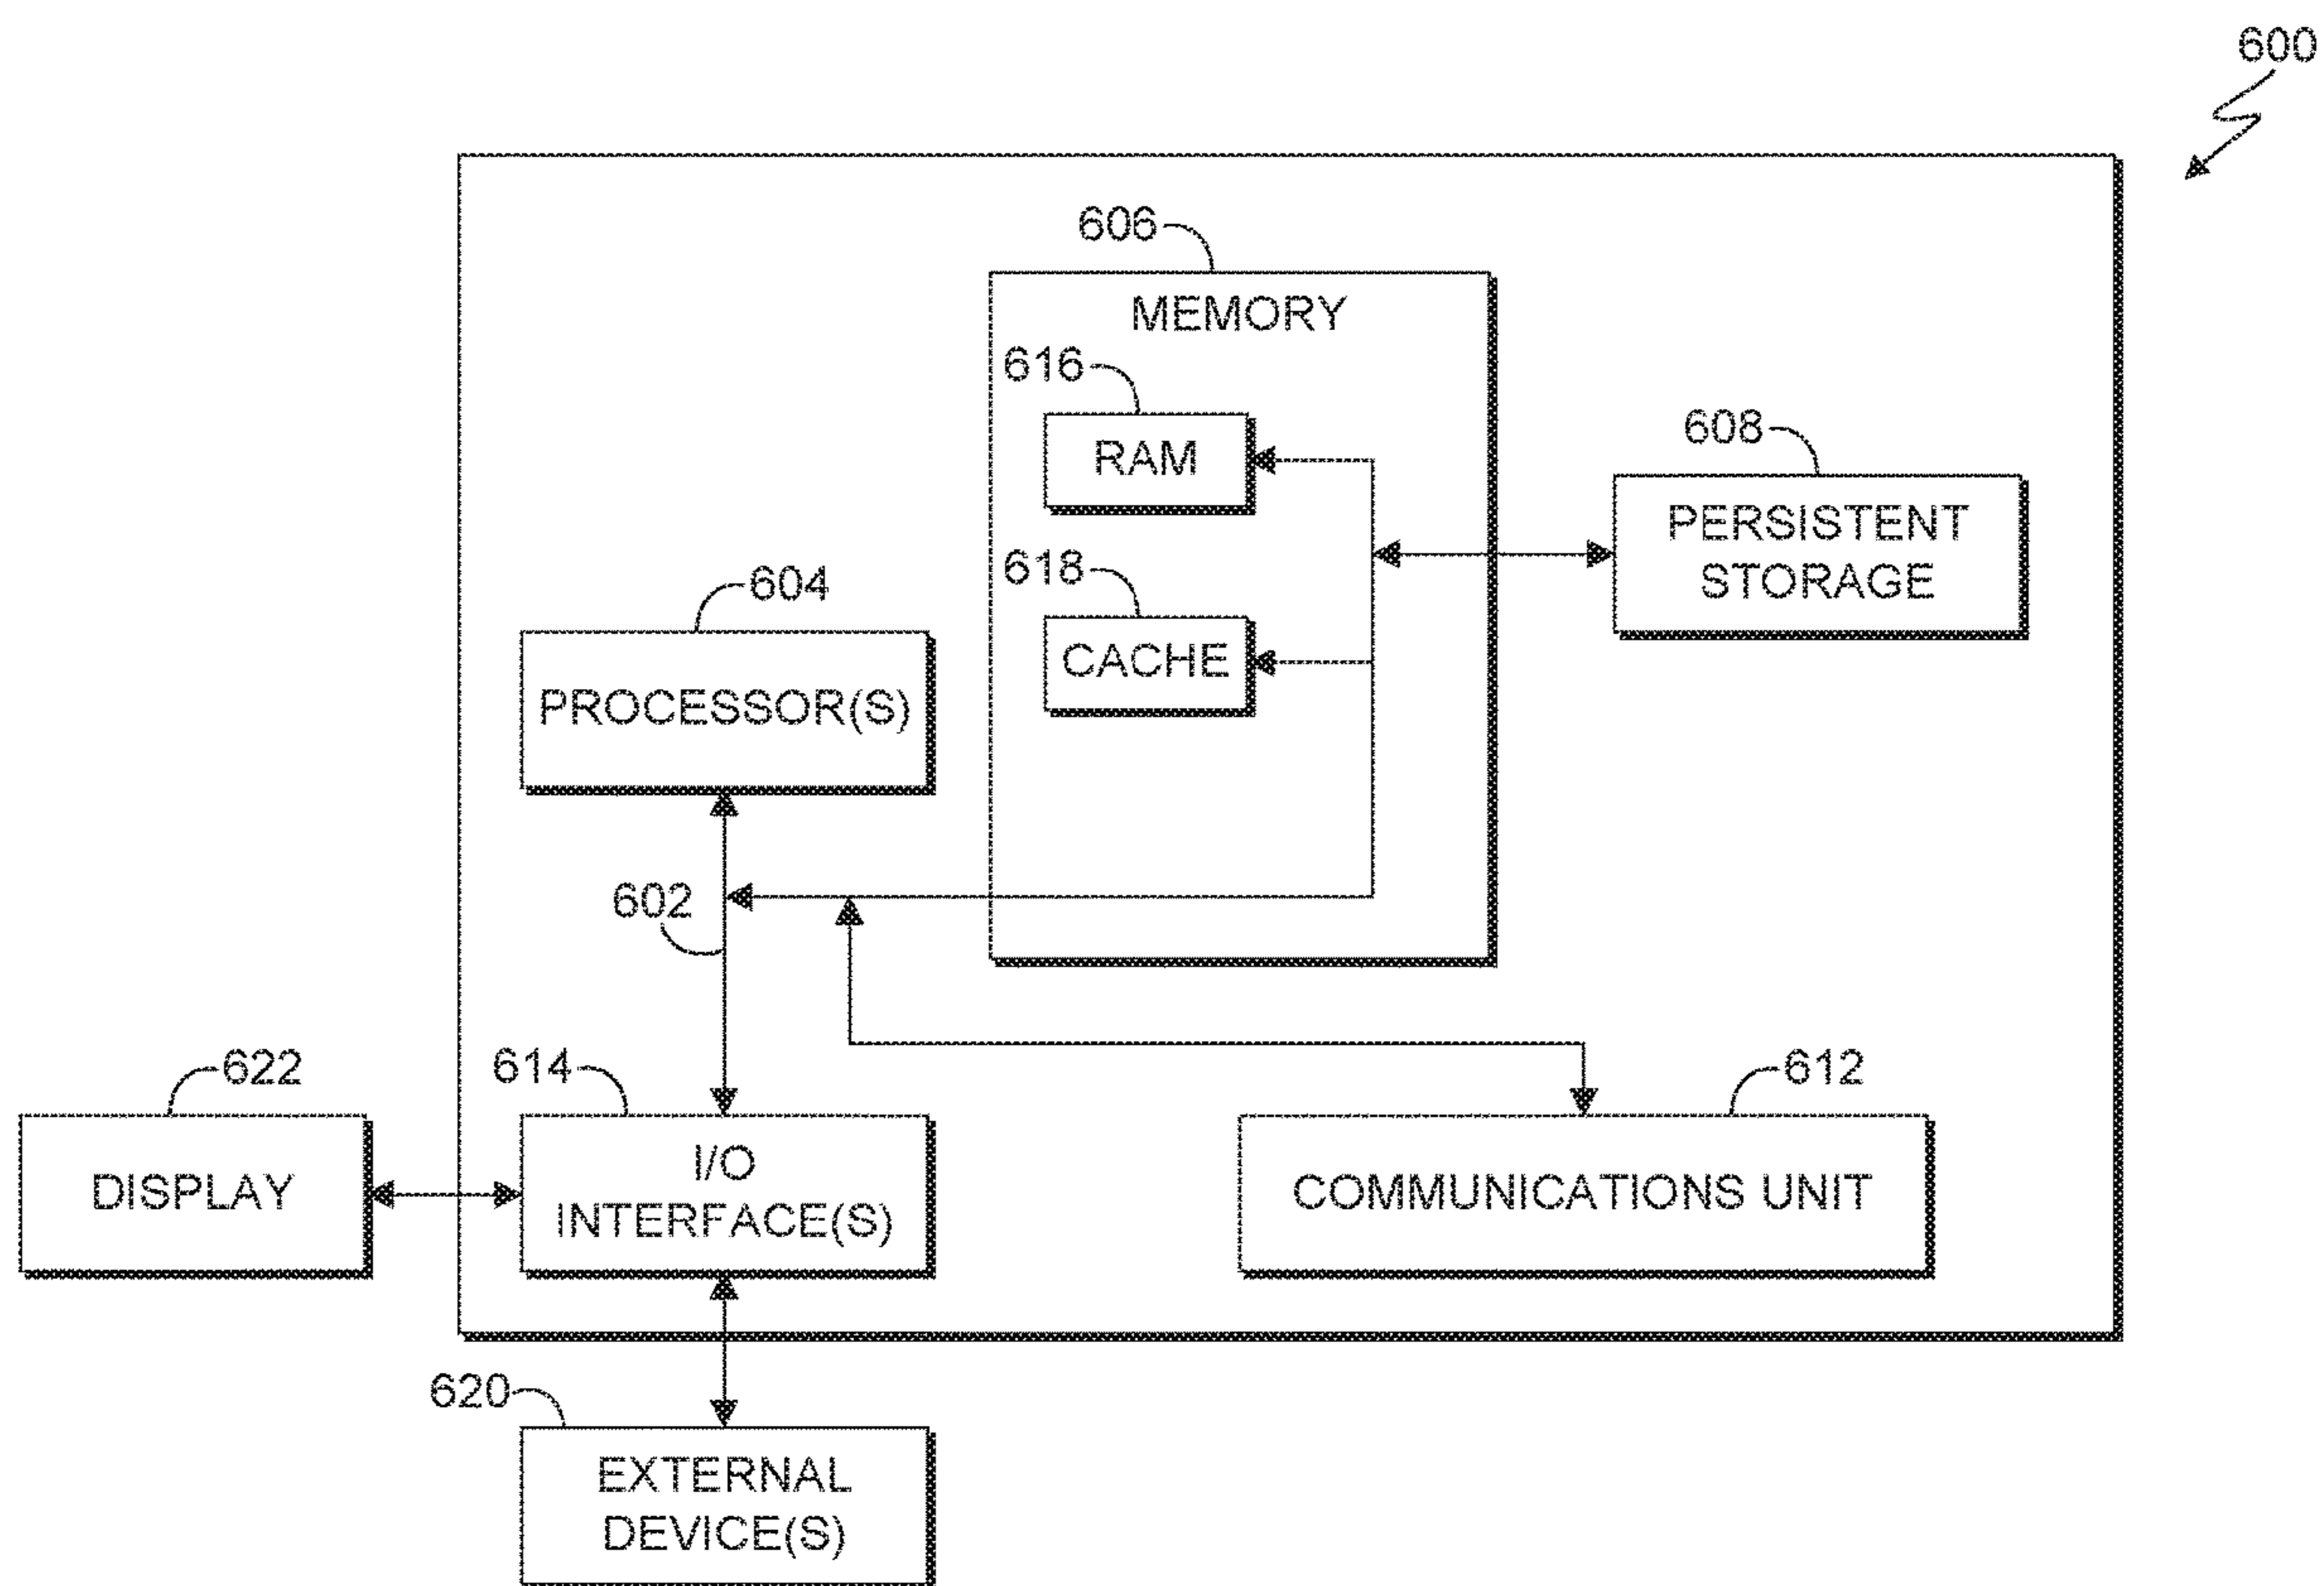 600
606
MEMORY
616
RAM
608
PERSISTENT
STORAGE
618
CACHE
604
PROCESSOR(S)
602
622
DISPLAY
614
I/O
INTERFACE(S)
612
COMMUNICATIONS UNIT
620
EXTERNAL
DEVICE(S)